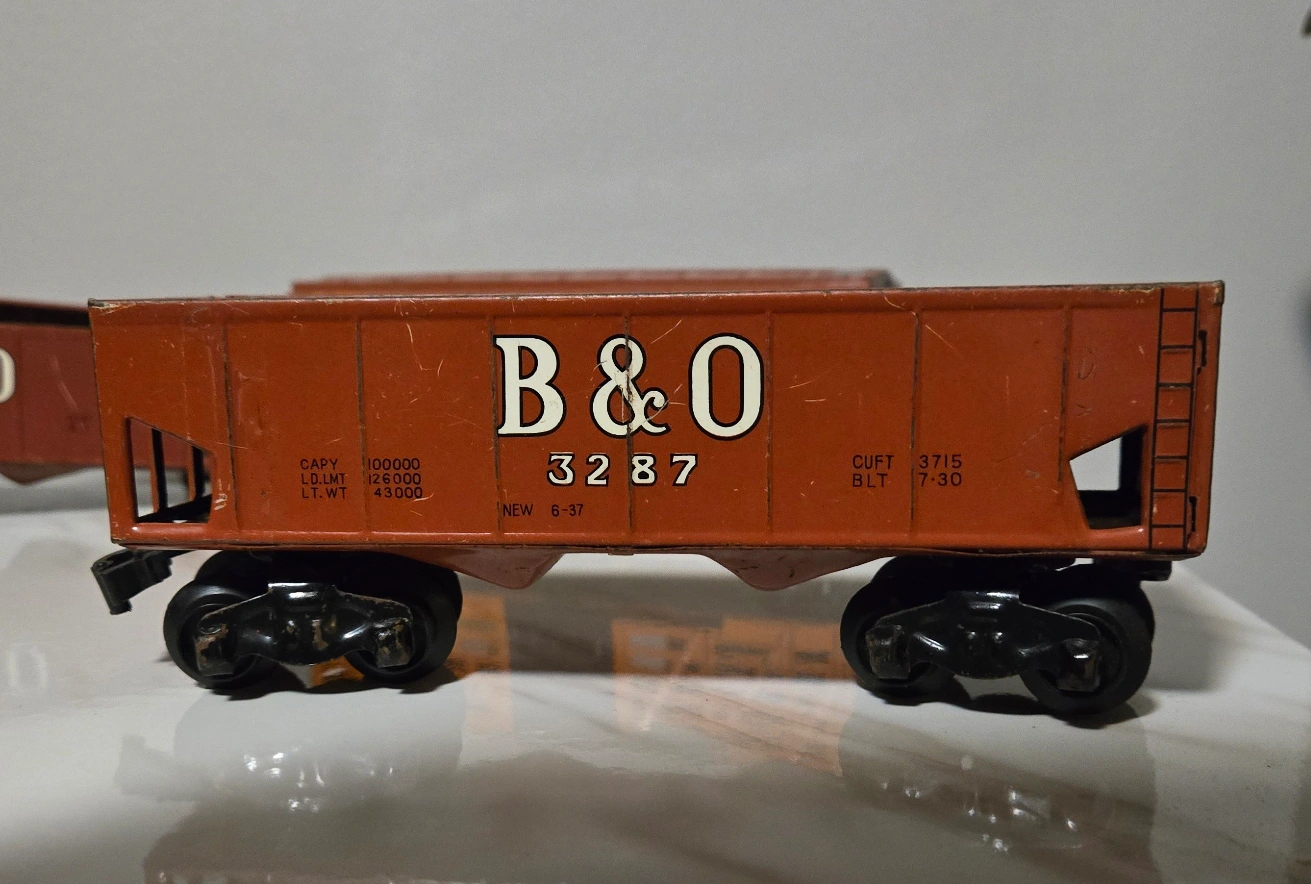 B & O
3287
CAPY 100000
LD.LMT 126000
LT. WT 43000
NEW 6-37
CUFT 3715
BLT 7-30
O